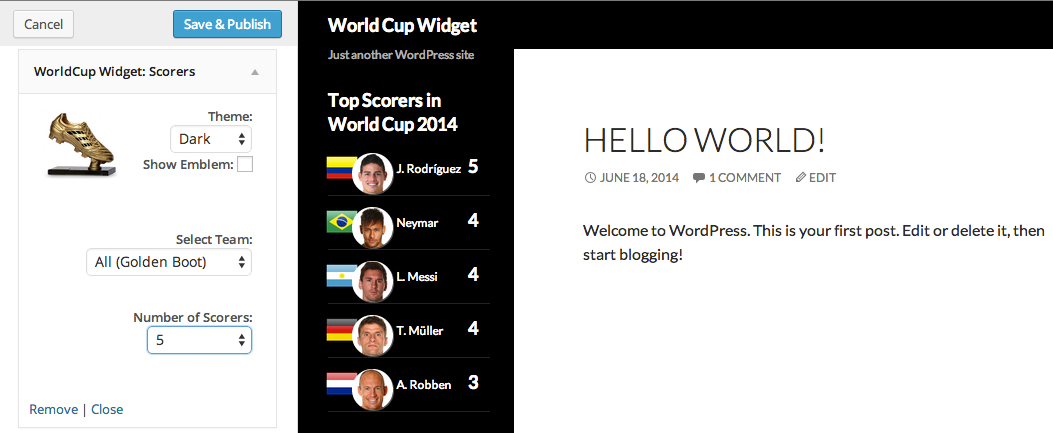 Cancel
Save & Publish
WorldCup Widget: Scorers
Theme:
Dark
Show Emblem:
Select Team:
All (Golden Boot)
Number of Scorers:
5
Remove | Close
World Cup Widget
Just another WordPress site
Top Scorers in
World Cup 2014
J. Rodríguez 5
Neymar 4
L. Messi 4
T. Müller 4
A. Robben 3
HELLO WORLD!
JUNE 18, 2014 1 COMMENT EDIT
Welcome to WordPress. This is your first post. Edit or delete it, then
start blogging!